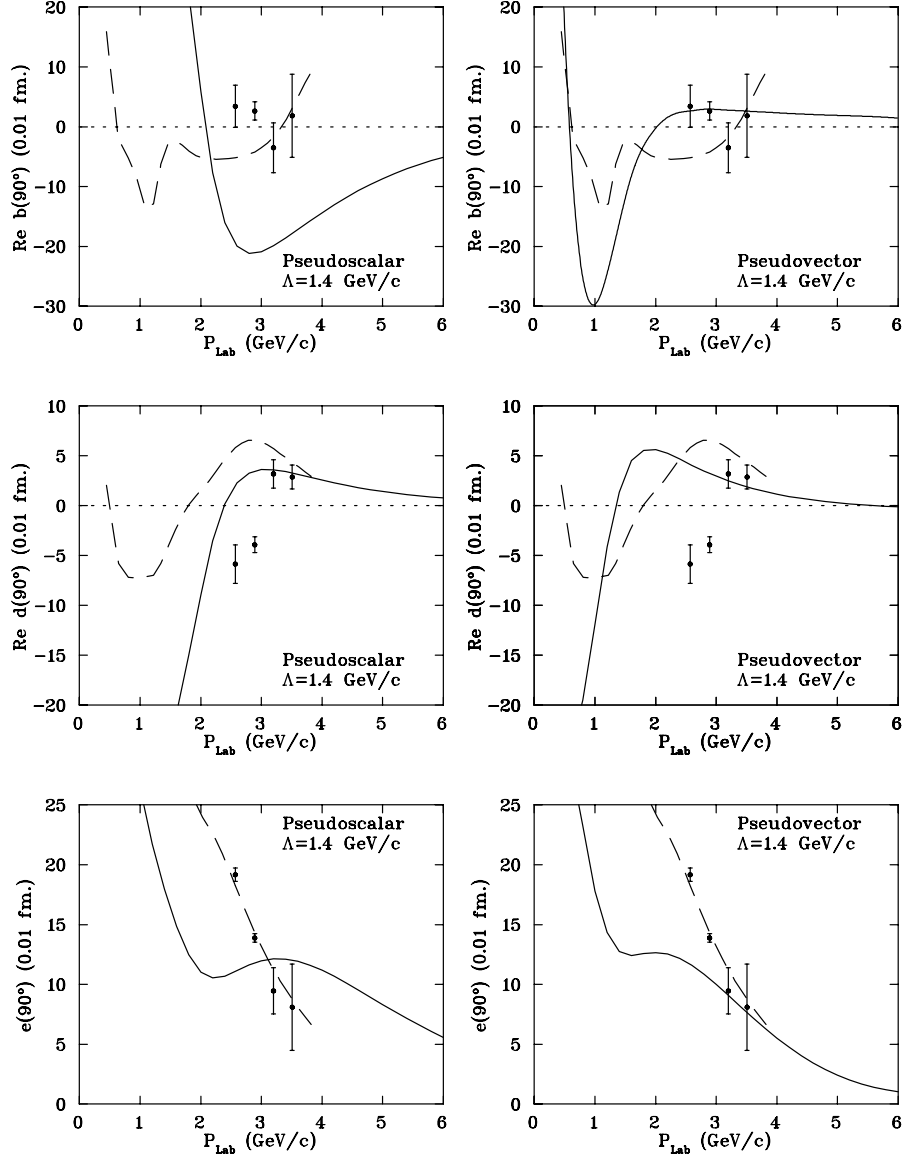 20
10
0
−10
−20
−30
Re b(90°) (0.01 fm.)
Pseudoscalar
Λ=1.4 GeV/c
0 1 2 3 4 5 6
P_Lab (GeV/c)
20
10
0
−10
−20
−30
Re b(90°) (0.01 fm.)
Pseudovector
Λ=1.4 GeV/c
0 1 2 3 4 5 6
P_Lab (GeV/c)
10
5
0
−5
−10
−15
−20
Re d(90°) (0.01 fm.)
Pseudoscalar
Λ=1.4 GeV/c
0 1 2 3 4 5 6
P_Lab (GeV/c)
10
5
0
−5
−10
−15
−20
Re d(90°) (0.01 fm.)
Pseudovector
Λ=1.4 GeV/c
0 1 2 3 4 5 6
P_Lab (GeV/c)
25
20
15
10
5
0
e(90°) (0.01 fm.)
Pseudoscalar
Λ=1.4 GeV/c
0 1 2 3 4 5 6
P_Lab (GeV/c)
25
20
15
10
5
0
e(90°) (0.01 fm.)
Pseudovector
Λ=1.4 GeV/c
0 1 2 3 4 5 6
P_Lab (GeV/c)